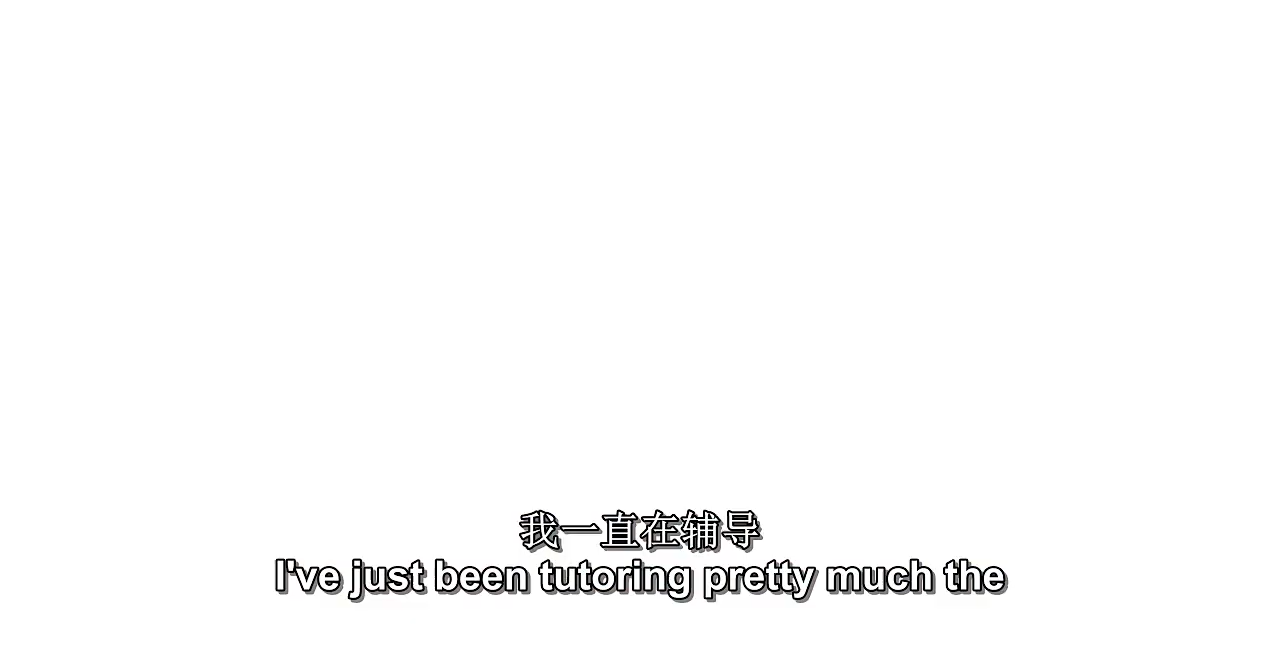 我一直在辅导
I've just been tutoring pretty much the